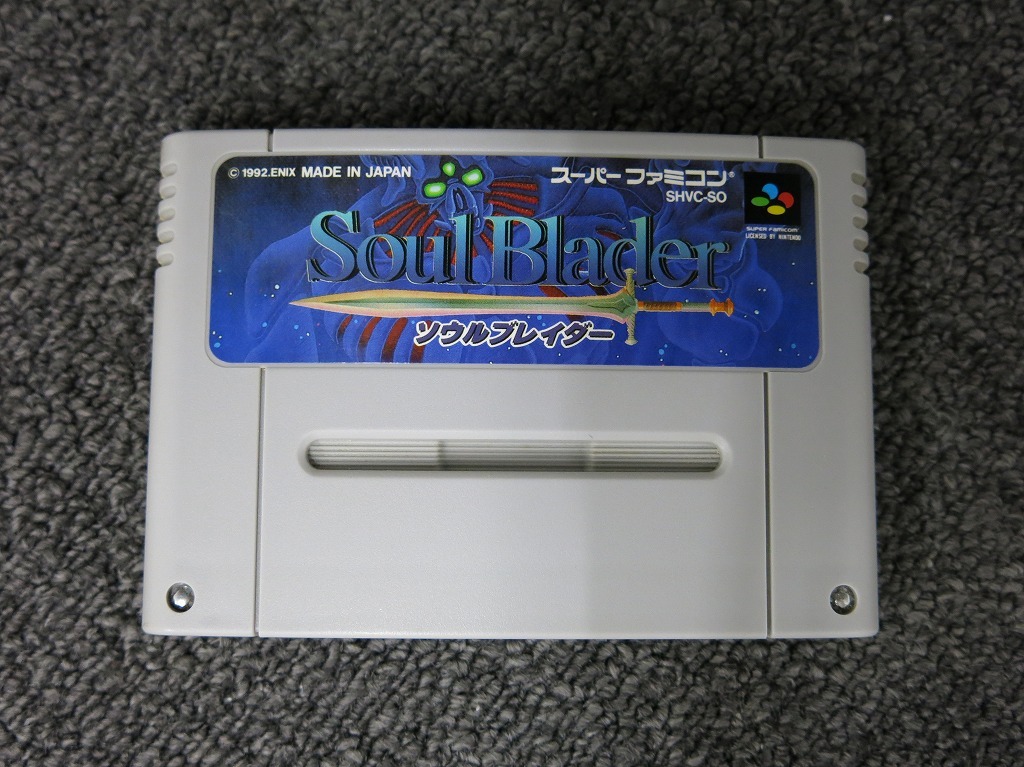 © 1992.ENIX MADE IN JAPAN
スーパーファミコン®
SHVC-SO
SUPER FAMICOM
LICENSED BY NINTENDO
Soul Blader
ソウルブレイダー